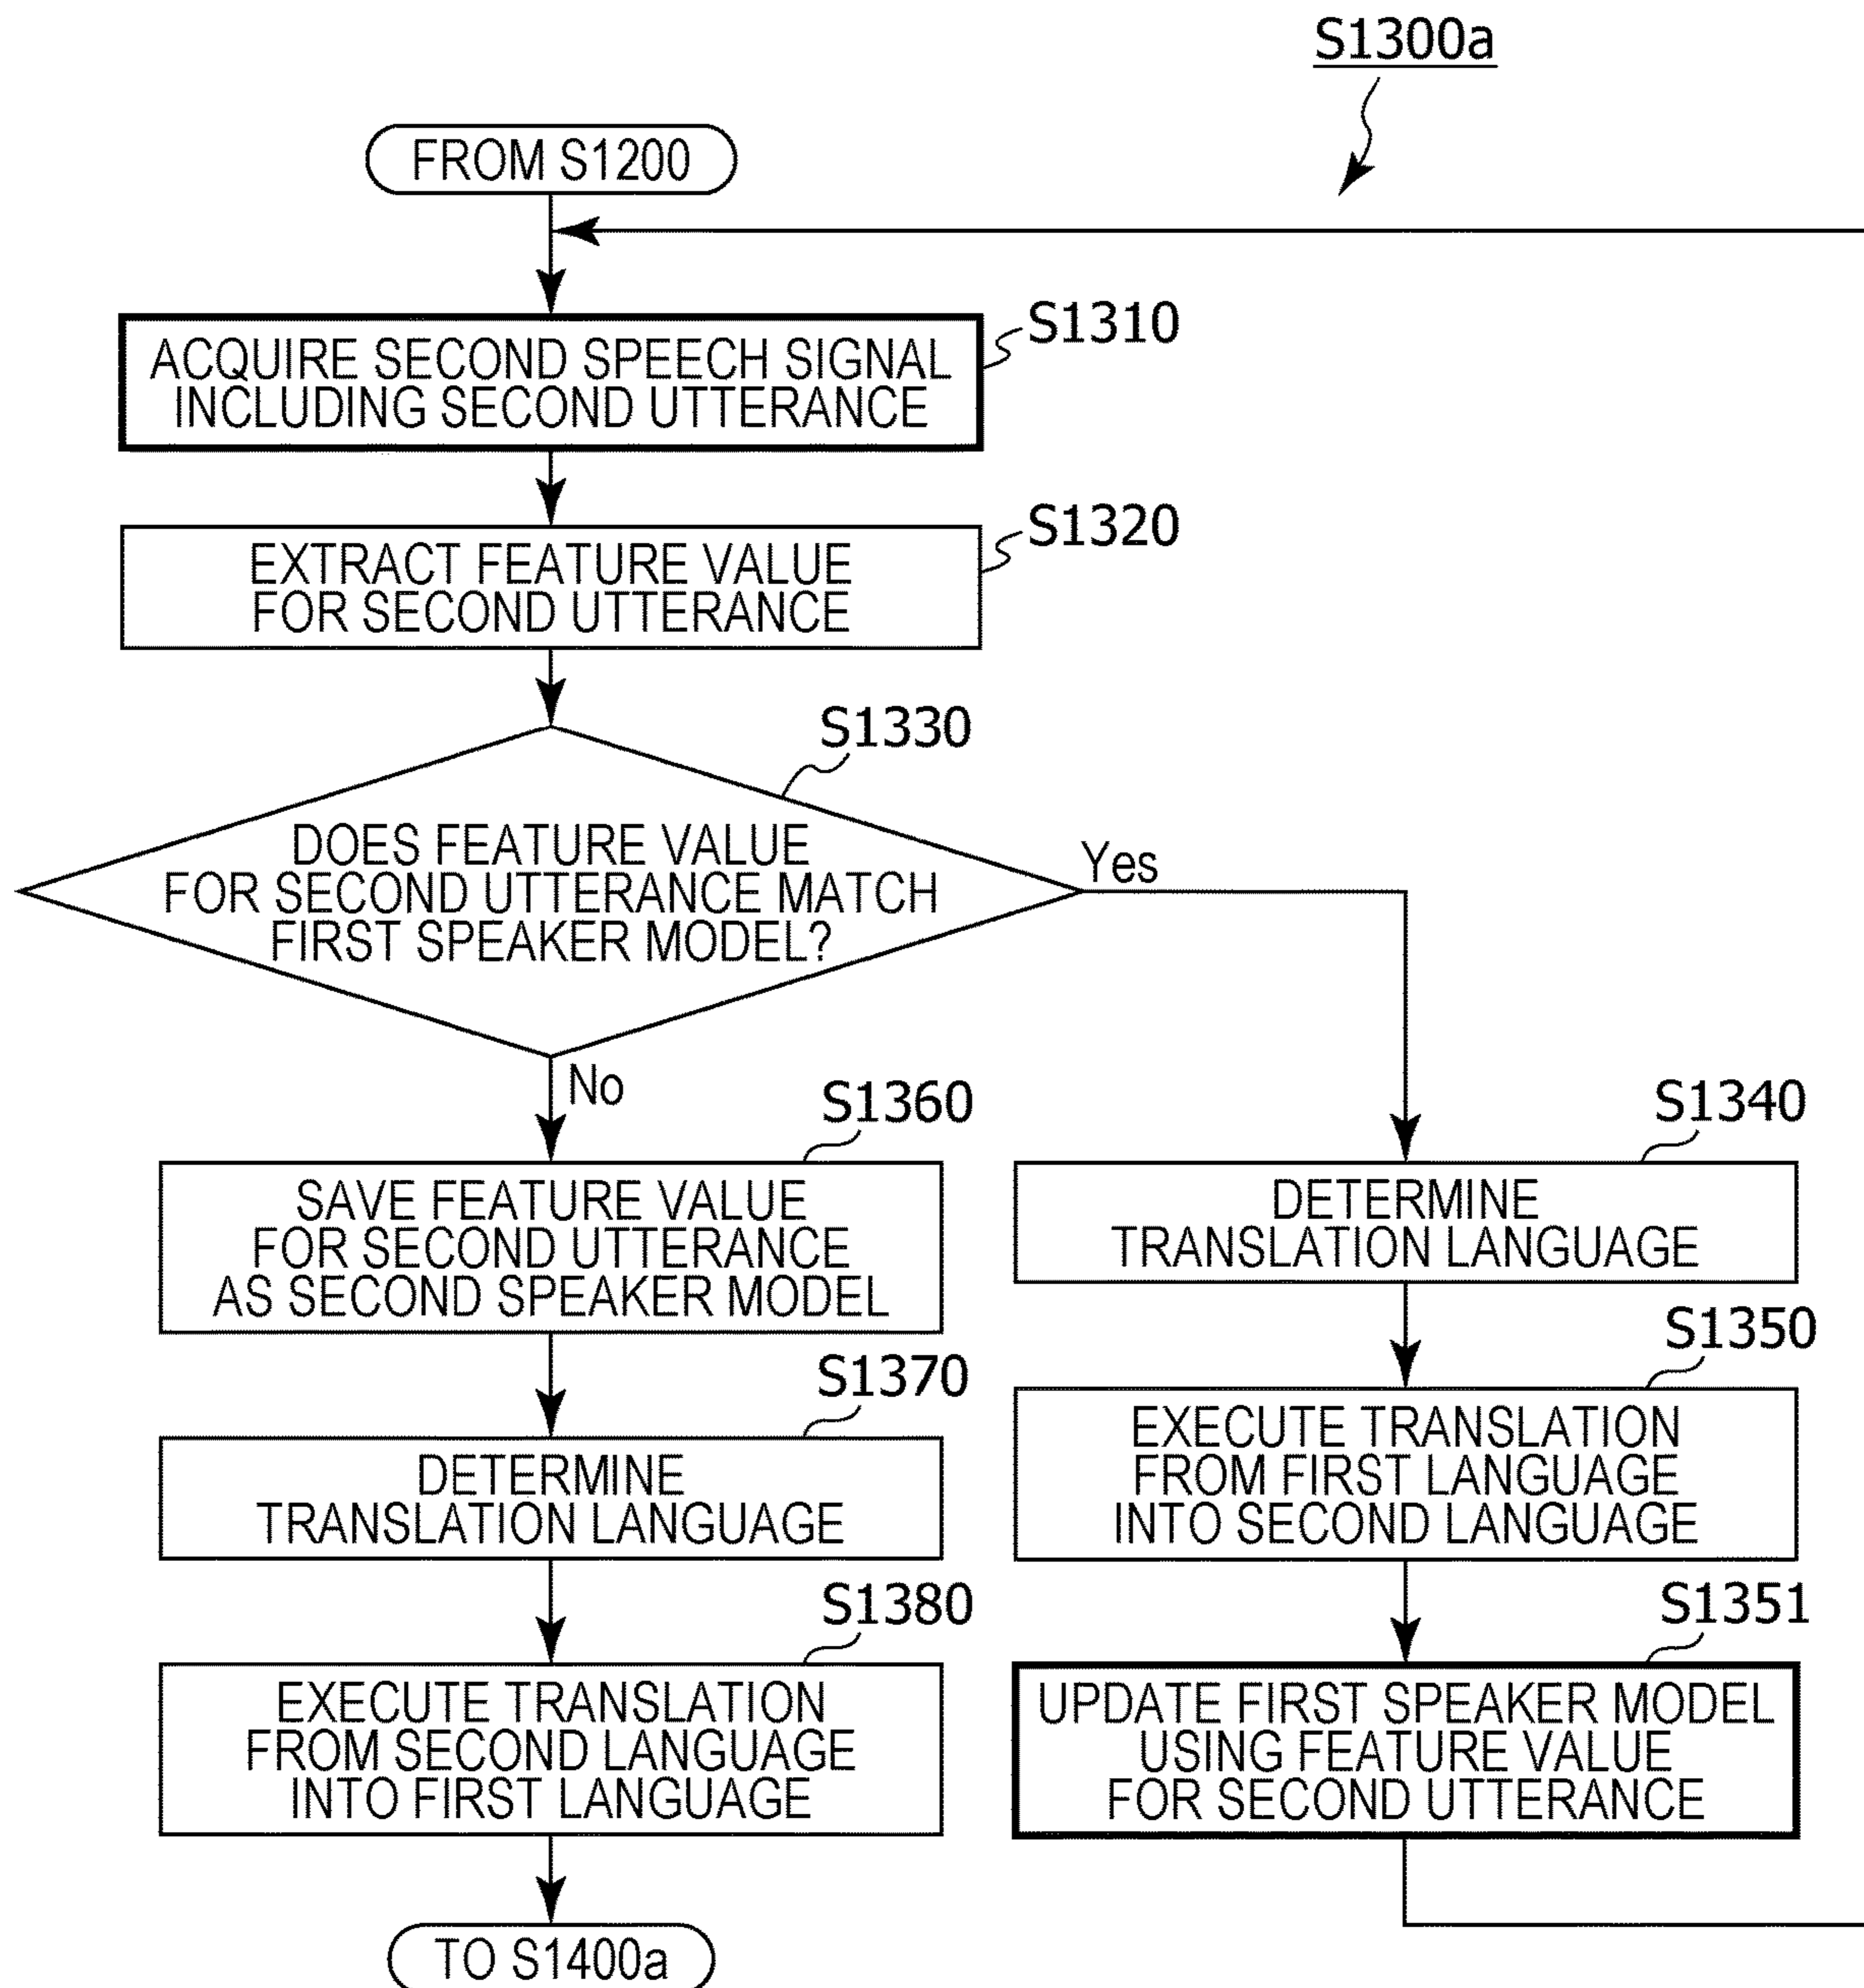 S1300a
FROM S1200
S1310
ACQUIRE SECOND SPEECH SIGNAL
INCLUDING SECOND UTTERANCE
S1320
EXTRACT FEATURE VALUE
FOR SECOND UTTERANCE
S1330
DOES FEATURE VALUE
FOR SECOND UTTERANCE MATCH
FIRST SPEAKER MODEL?
Yes
No
S1360
SAVE FEATURE VALUE
FOR SECOND UTTERANCE
AS SECOND SPEAKER MODEL
S1370
DETERMINE
TRANSLATION LANGUAGE
S1380
EXECUTE TRANSLATION
FROM SECOND LANGUAGE
INTO FIRST LANGUAGE
TO S1400a
S1340
DETERMINE
TRANSLATION LANGUAGE
S1350
EXECUTE TRANSLATION
FROM FIRST LANGUAGE
INTO SECOND LANGUAGE
S1351
UPDATE FIRST SPEAKER MODEL
USING FEATURE VALUE
FOR SECOND UTTERANCE